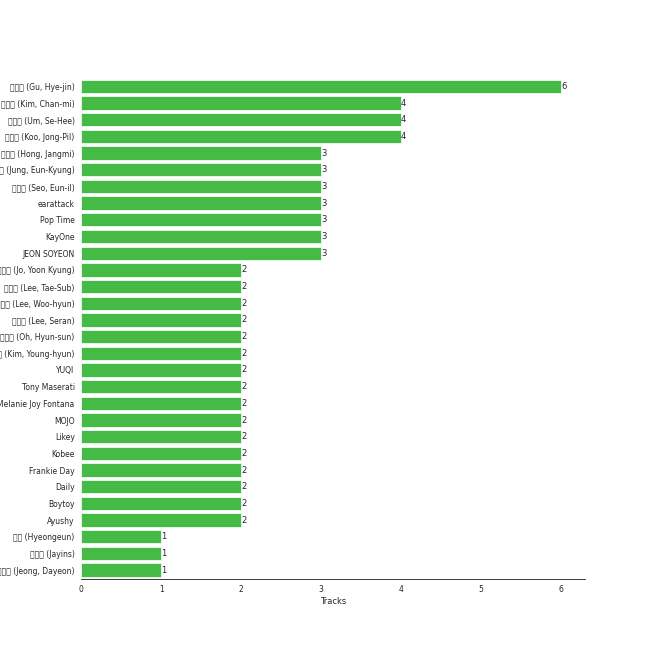 (Gu, Hye-jin) 6
(Kim, Chan-mi) 4
(Um, Se-Hee) 4
(Koo, Jong-Pil) 4
(Hong, Jangmi) 3
(Jung, Eun-Kyung) 3
(Seo, Eun-il) 3
earattack 3
Pop Time 3
KayOne 3
JEON SOYEON 3
(Jo, Yoon Kyung) 2
(Lee, Tae-Sub) 2
(Lee, Woo-hyun) 2
(Lee, Seran) 2
(Oh, Hyun-sun) 2
(Kim, Young-hyun) 2
YUQI 2
Tony Maserati 2
Melanie Joy Fontana 2
MOJO 2
Likey 2
Kobee 2
Frankie Day 2
Daily 2
Boytoy 2
Ayushy 2
(Hyeongeun) 1
(Jayins) 1
(Jeong, Dayeon) 1
0 1 2 3 4 5 6
Tracks